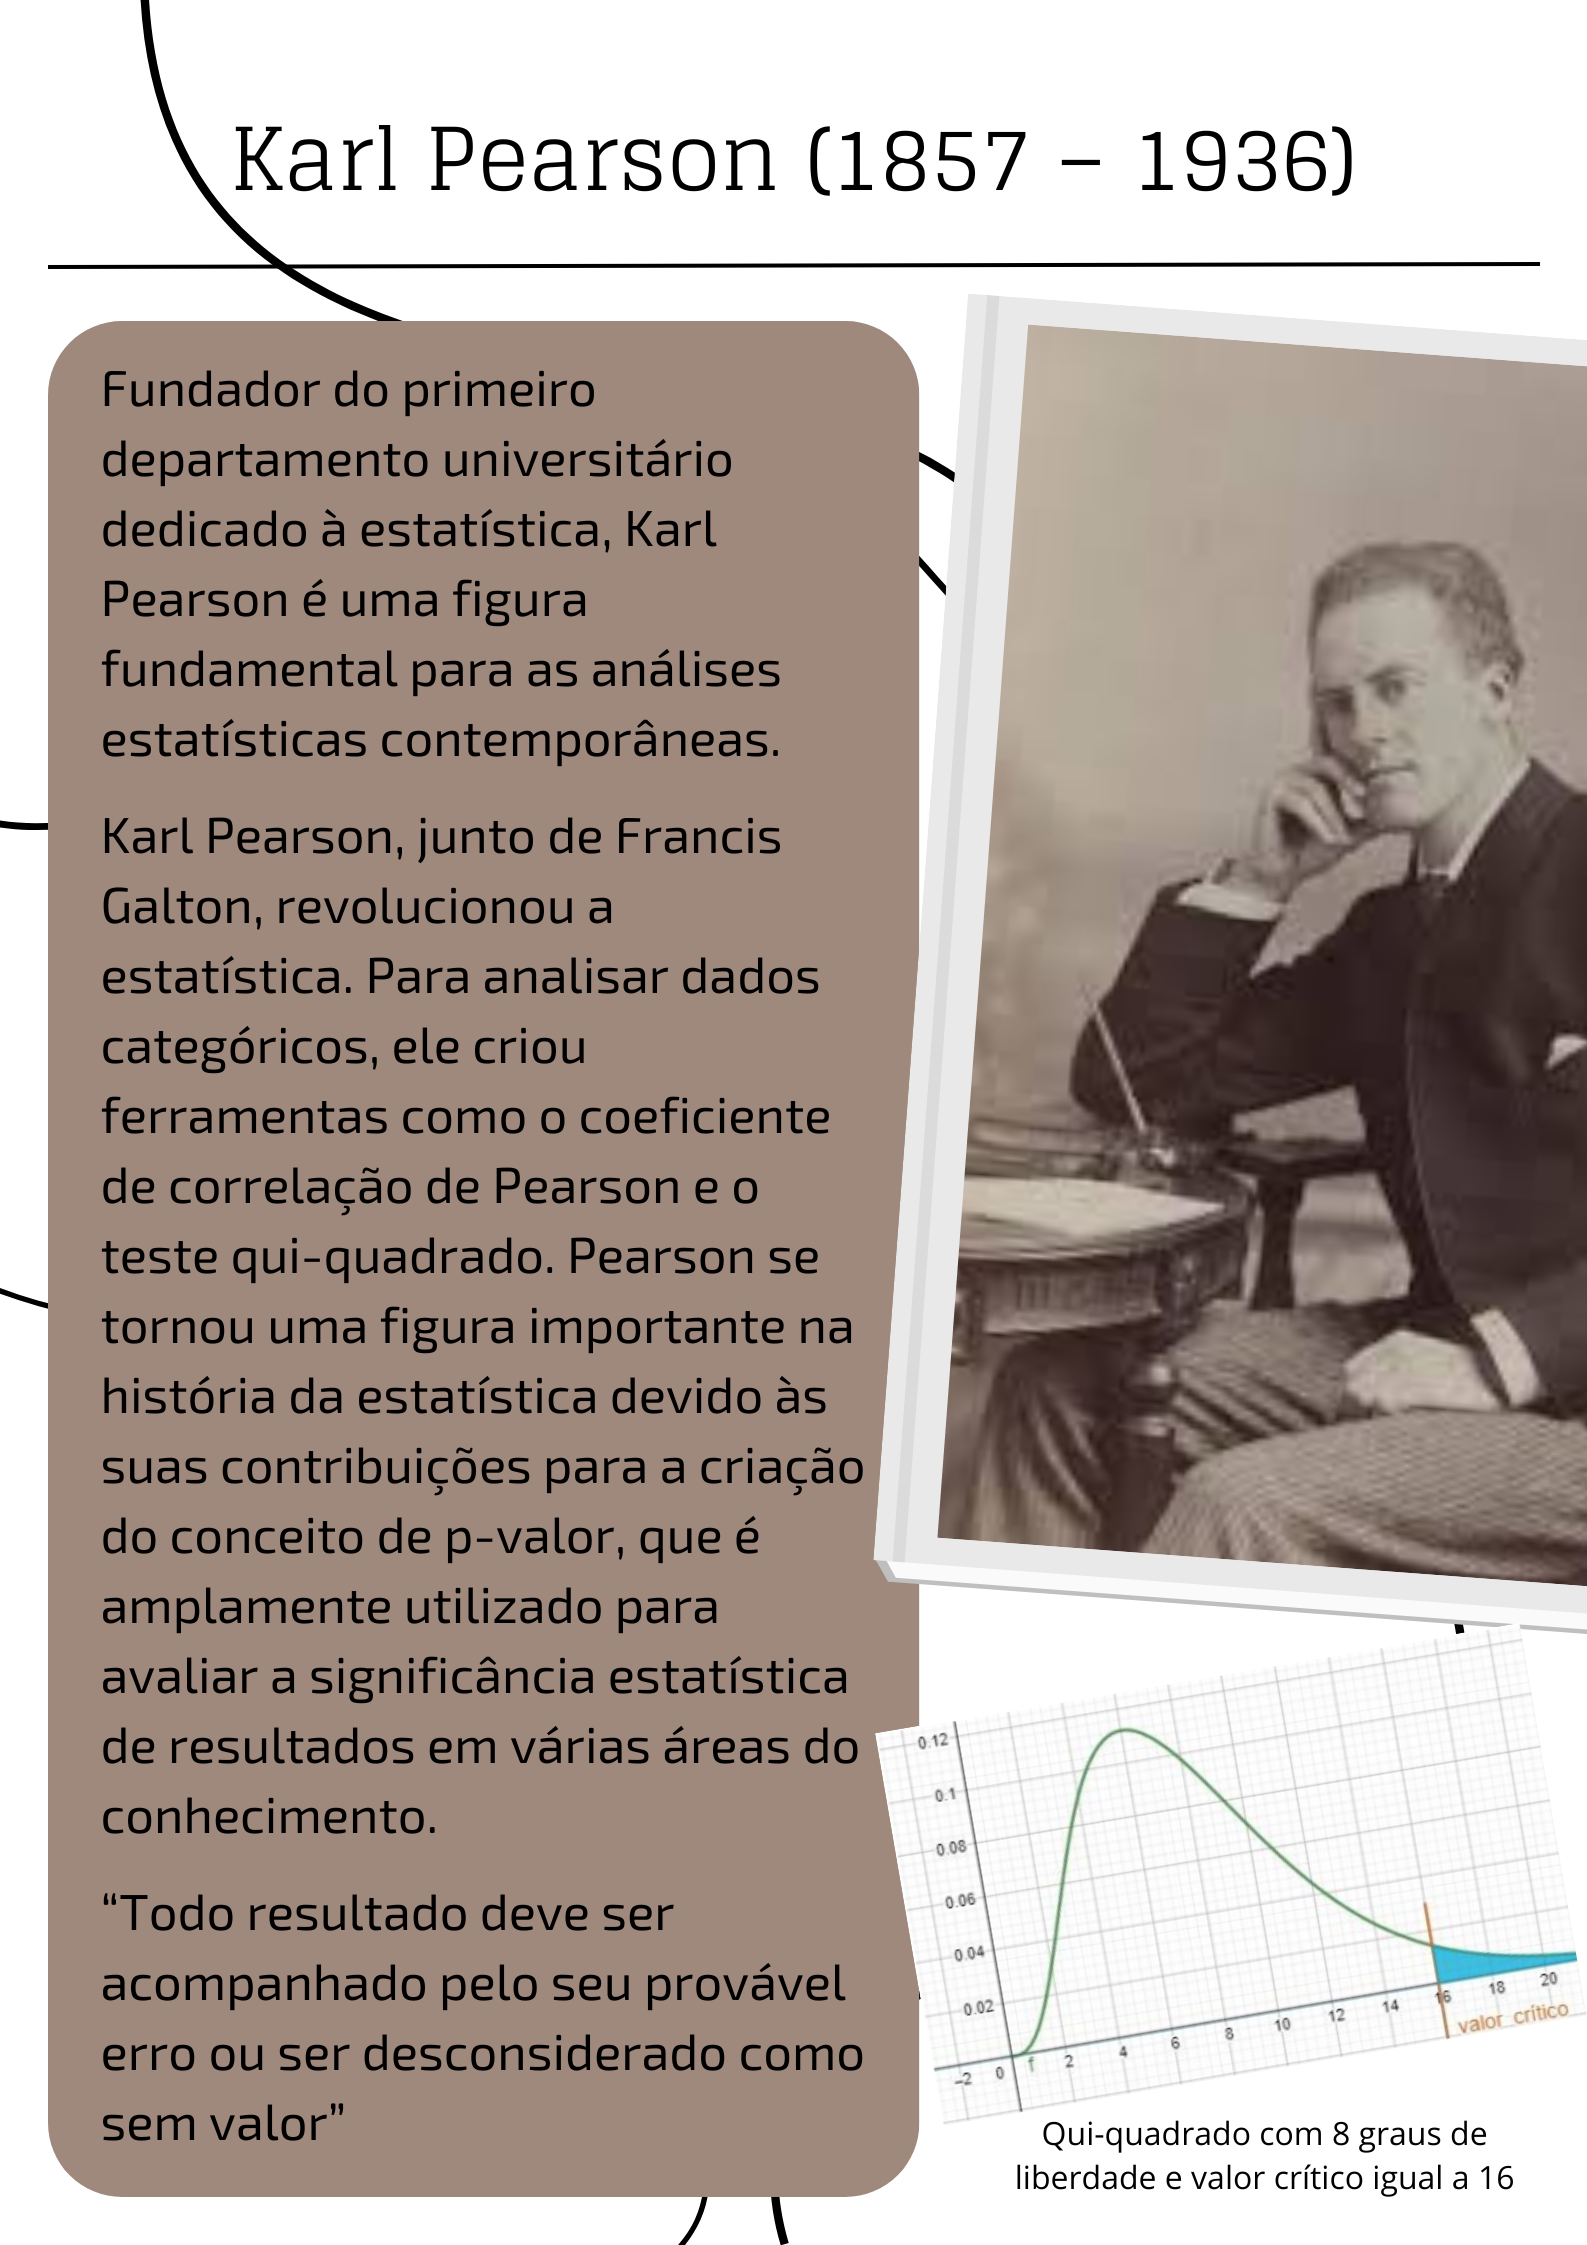 Karl Pearson (1857 – 1936)
Fundador do primeiro
departamento universitário
dedicado à estatística, Karl
Pearson é uma figura
fundamental para as análises
estatísticas contemporâneas.
Karl Pearson, junto de Francis
Galton, revolucionou a
estatística. Para analisar dados
categóricos, ele criou
ferramentas como o coeficiente
de correlação de Pearson e o
teste qui-quadrado. Pearson se
tornou uma figura importante na
história da estatística devido às
suas contribuições para a criação
do conceito de p-valor, que é
amplamente utilizado para
avaliar a significância estatística
de resultados em várias áreas do
conhecimento.
“Todo resultado deve ser
acompanhado pelo seu provável
erro ou ser desconsiderado como
sem valor”
0.12
0.1
0.08
0.06
0.04
0.02
−2 0 2 4 6 8 10 12 14 16 18 20
f
valor crítico
Qui-quadrado com 8 graus de
liberdade e valor crítico igual a 16